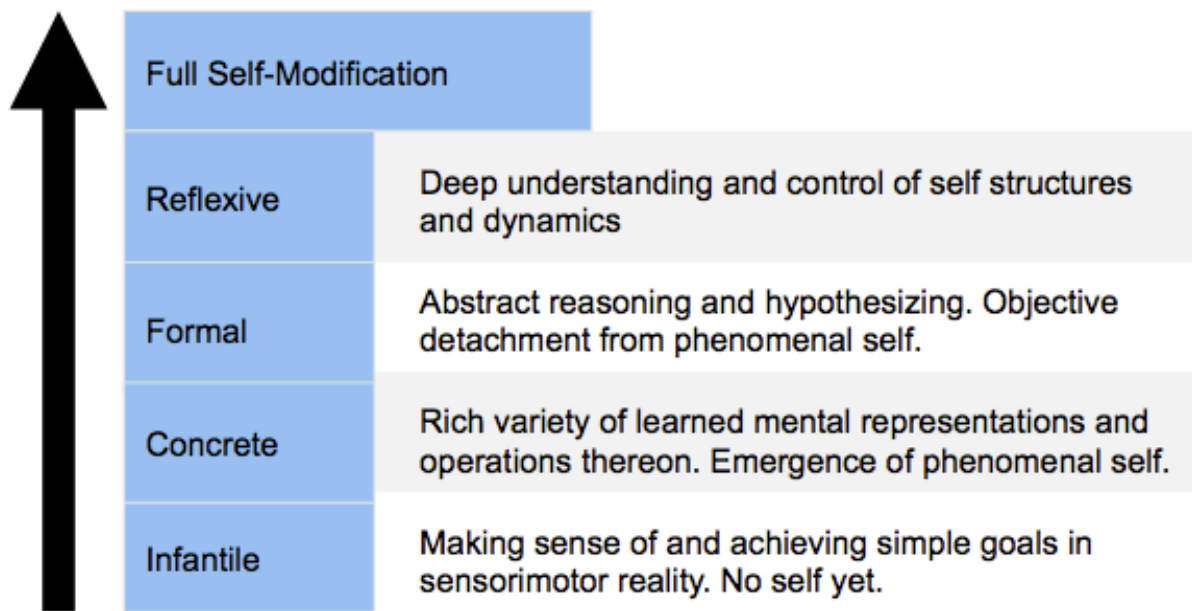 Full Self-Modification
Reflexive
Deep understanding and control of self structures
and dynamics
Formal
Abstract reasoning and hypothesizing. Objective
detachment from phenomenal self.
Concrete
Rich variety of learned mental representations and
operations thereon. Emergence of phenomenal self.
Infantile
Making sense of and achieving simple goals in
sensorimotor reality. No self yet.